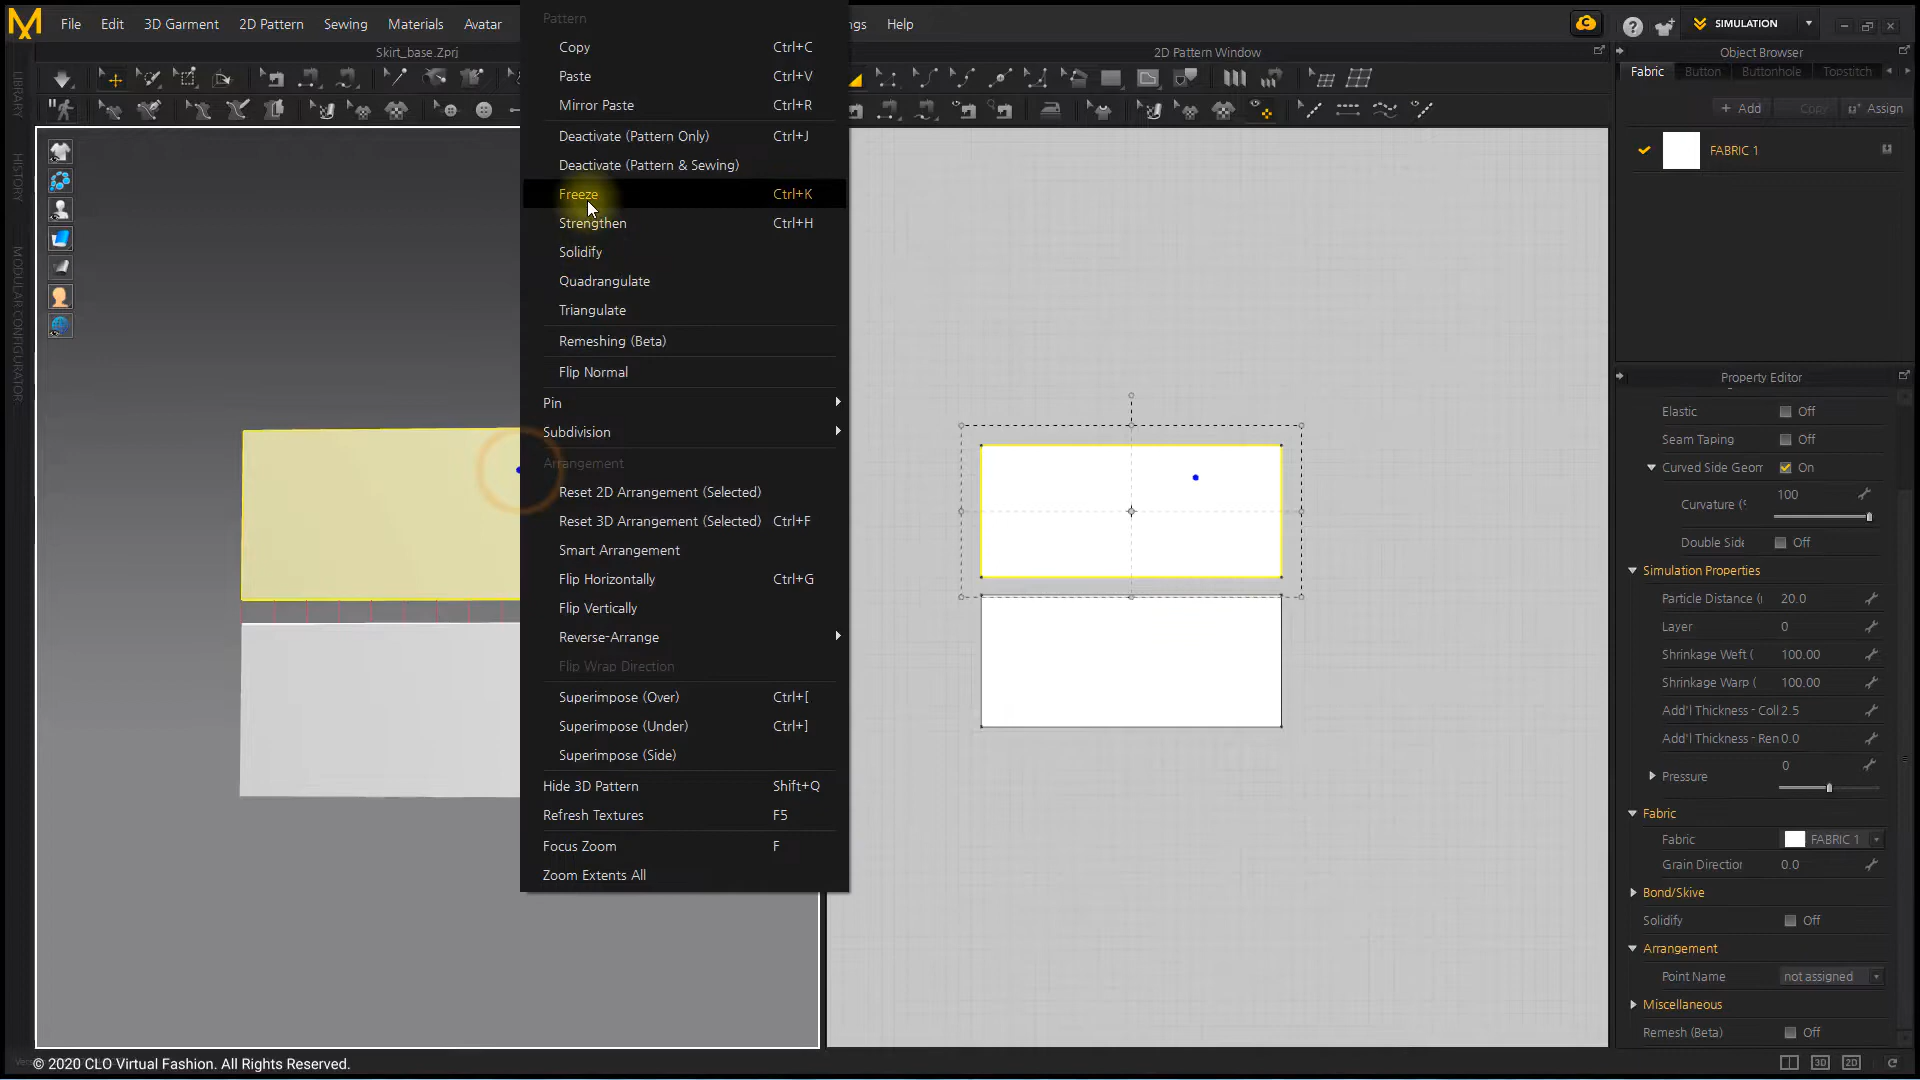 File Edit 3D Garment 2D Pattern Sewing Materials Avatar ngs Help
SIMULATION
Skirt_base.Zprj
2D Pattern Window
Object Browser
LIBRARY
HISTORY
MODULAR CONFIGURATOR
Pattern
Copy Ctrl+C
Paste Ctrl+V
Mirror Paste Ctrl+R
Deactivate (Pattern Only) Ctrl+J
Deactivate (Pattern & Sewing)
Freeze Ctrl+K
Strengthen Ctrl+H
Solidify
Quadrangulate
Triangulate
Remeshing (Beta)
Flip Normal
Pin
Subdivision
Arrangement
Reset 2D Arrangement (Selected)
Reset 3D Arrangement (Selected) Ctrl+F
Smart Arrangement
Flip Horizontally Ctrl+G
Flip Vertically
Reverse-Arrange
Flip Wrap Direction
Superimpose (Over) Ctrl+[
Superimpose (Under) Ctrl+]
Superimpose (Side)
Hide 3D Pattern Shift+Q
Refresh Textures F5
Focus Zoom F
Zoom Extents All
Fabric Button Buttonhole Topstitch
+ Add Copy Assign
FABRIC 1
Property Editor
Elastic Off
Seam Taping Off
Curved Side Geom On
Curvature (% 100
Double Side Off
Simulation Properties
Particle Distance (r 20.0
Layer 0
Shrinkage Weft ( 100.00
Shrinkage Warp ( 100.00
Add'l Thickness - Coll 2.5
Add'l Thickness - Ren 0.0
Pressure 0
Fabric
Fabric FABRIC 1
Grain Direction 0.0
Bond/Skive
Solidify Off
Arrangement
Point Name not assigned
Miscellaneous
Remesh (Beta) Off
3D 2D
© 2020 CLO Virtual Fashion. All Rights Reserved.